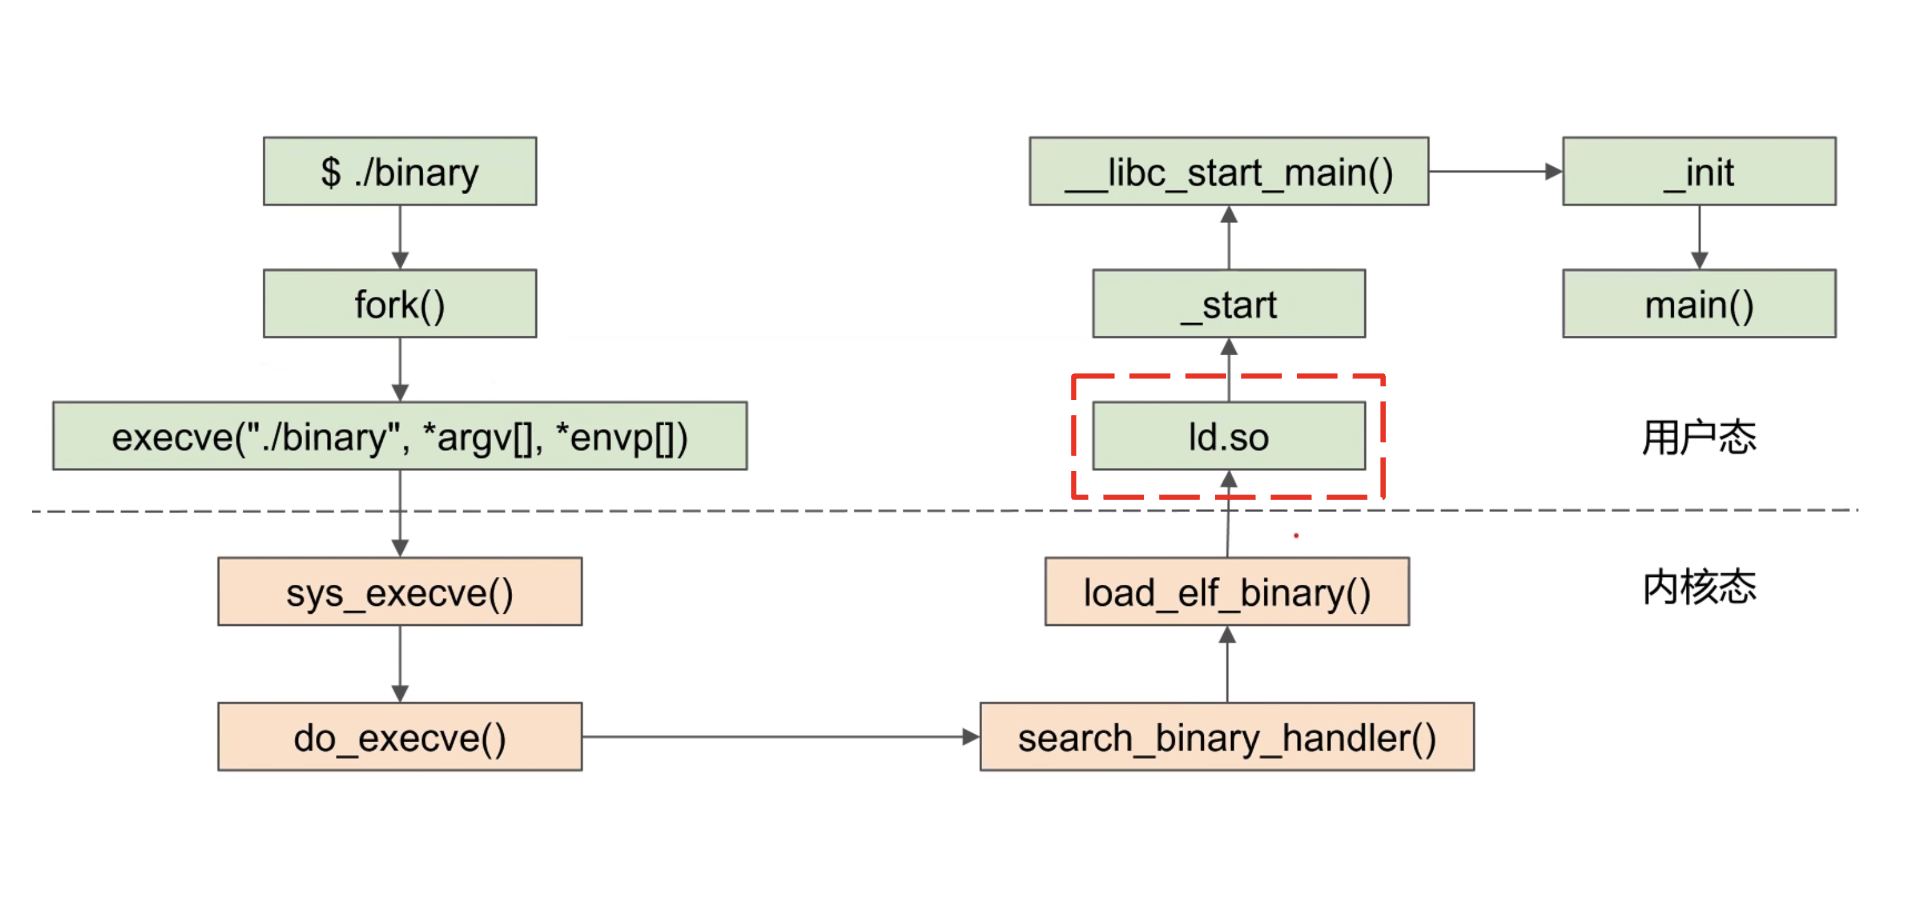 $ ./binary
fork()
execve("./binary", *argv[], *envp[])
sys_execve()
do_execve()
search_binary_handler()
load_elf_binary()
ld.so
_start
__libc_start_main()
_init
main()
用户态
内核态